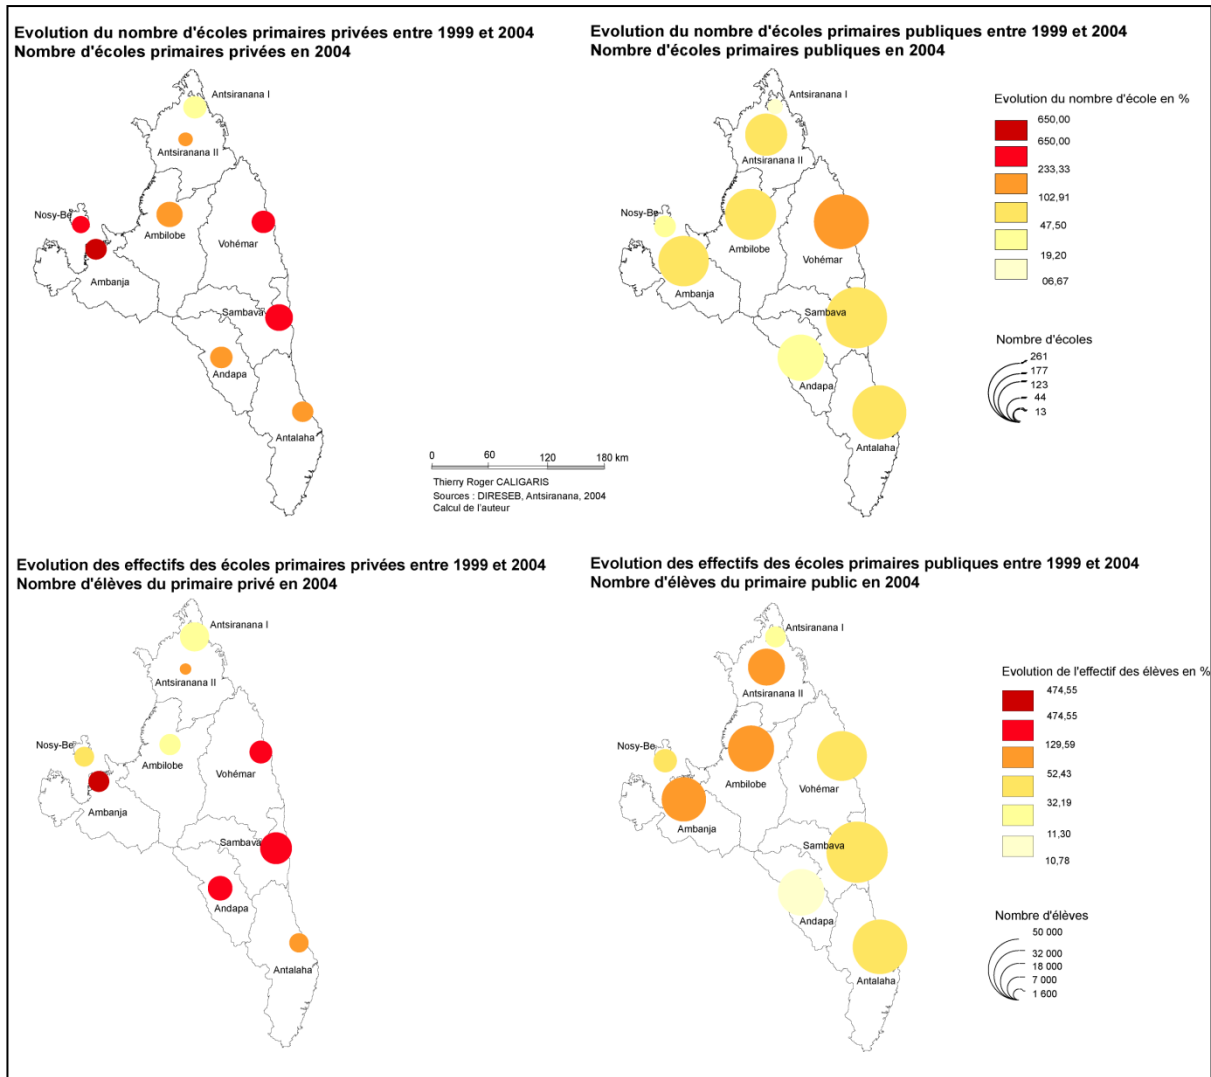 Evolution du nombre d'écoles primaires privées entre 1999 et 2004
Nombre d'écoles primaires privées en 2004
Antsiranana I
Antsiranana II
Nosy-Be
Ambilobe
Vohémar
Ambanja
Sambava
Andapa
Antalaha
0 60 120 180 km
Thierry Roger CALIGARIS
Sources : DIRESEB, Antsiranana, 2004
Calcul de l'auteur
Evolution du nombre d'écoles primaires publiques entre 1999 et 2004
Nombre d'écoles primaires publiques en 2004
Antsiranana I
Antsiranana II
Nosy-Be
Ambilobe
Vohémar
Ambanja
Sambava
Andapa
Antalaha
Evolution du nombre d'école en %
650,00
650,00
233,33
102,91
47,50
19,20
06,67
Nombre d'écoles
261
177
123
44
13
Evolution des effectifs des écoles primaires privées entre 1999 et 2004
Nombre d'élèves du primaire privé en 2004
Antsiranana I
Antsiranana II
Nosy-Be
Ambilobe
Vohémar
Ambanja
Sambava
Andapa
Antalaha
Evolution des effectifs des écoles primaires publiques entre 1999 et 2004
Nombre d'élèves du primaire public en 2004
Antsiranana I
Antsiranana II
Nosy-Be
Ambilobe
Vohémar
Ambanja
Sambava
Andapa
Antalaha
Evolution de l'effectif des élèves en %
474,55
474,55
129,59
52,43
32,19
11,30
10,78
Nombre d'élèves
50 000
32 000
18 000
7 000
1 600